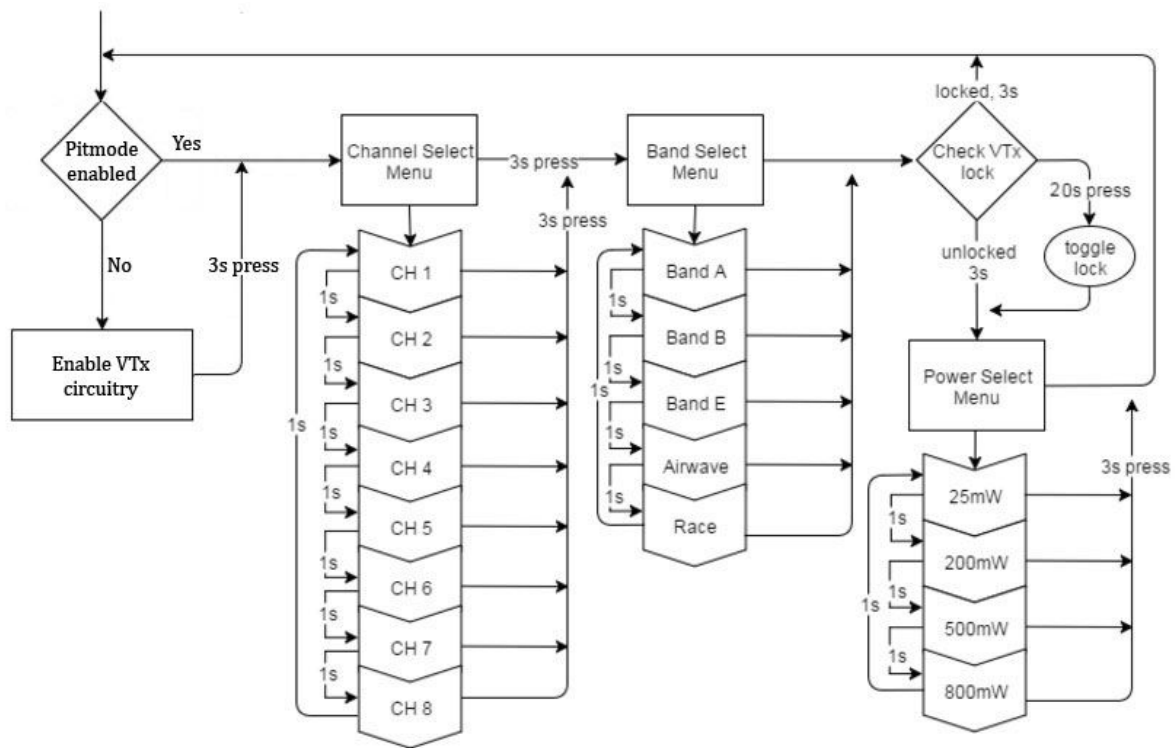 Pitmode
enabled
Yes
No
Enable VTx
circuitry
3s press
Channel Select
Menu
3s press
3s press
CH 1
CH 2
CH 3
CH 4
CH 5
CH 6
CH 7
CH 8
1s
1s
1s
1s
1s
1s
1s
1s
Band Select
Menu
Band A
Band B
Band E
Airwave
Race
1s
1s
1s
1s
1s
locked, 3s
Check VTx
lock
20s press
toggle
lock
unlocked
3s
Power Select
Menu
3s press
25mW
200mW
500mW
800mW
1s
1s
1s
1s